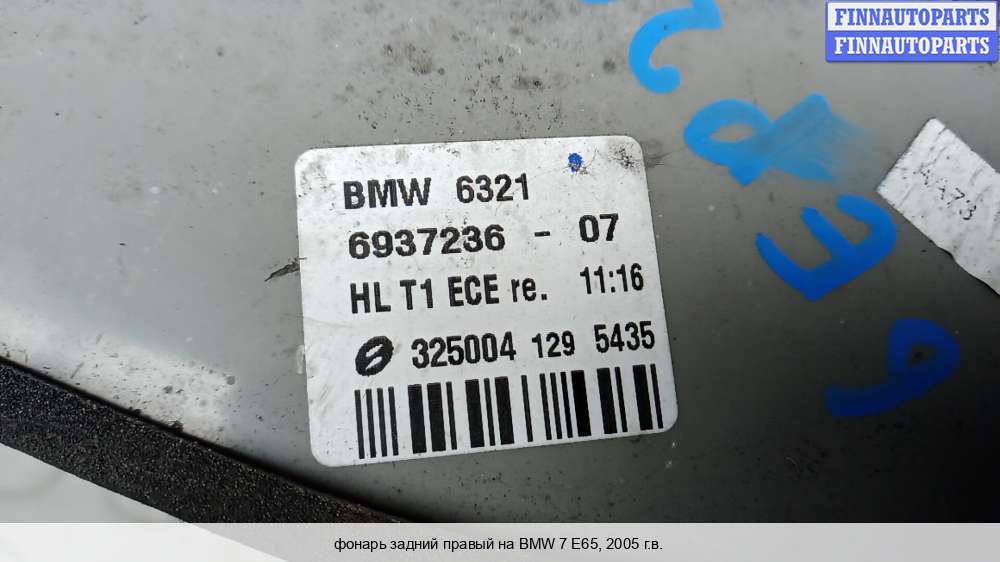 FINNAUTOPARTS
FINNAUTOPARTS
BMW 6321
6937236 - 07
HL T1 ECE re. 11:16
325004 129 5435
фонарь задний правый на BMW 7 E65, 2005 г.в.